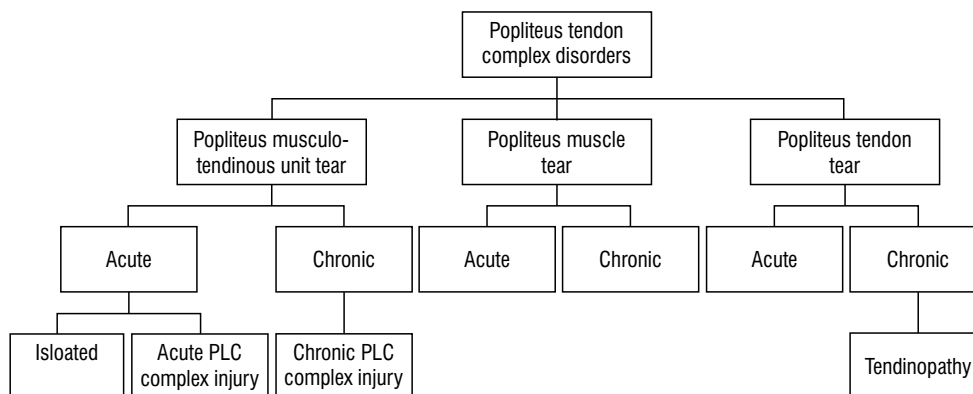 Popliteus tendon
complex disorders
Popliteus musculo-
tendinous unit tear
Popliteus muscle
tear
Popliteus tendon
tear
Acute
Chronic
Acute
Chronic
Acute
Chronic
Isloated
Acute PLC
complex injury
Chronic PLC
complex injury
Tendinopathy